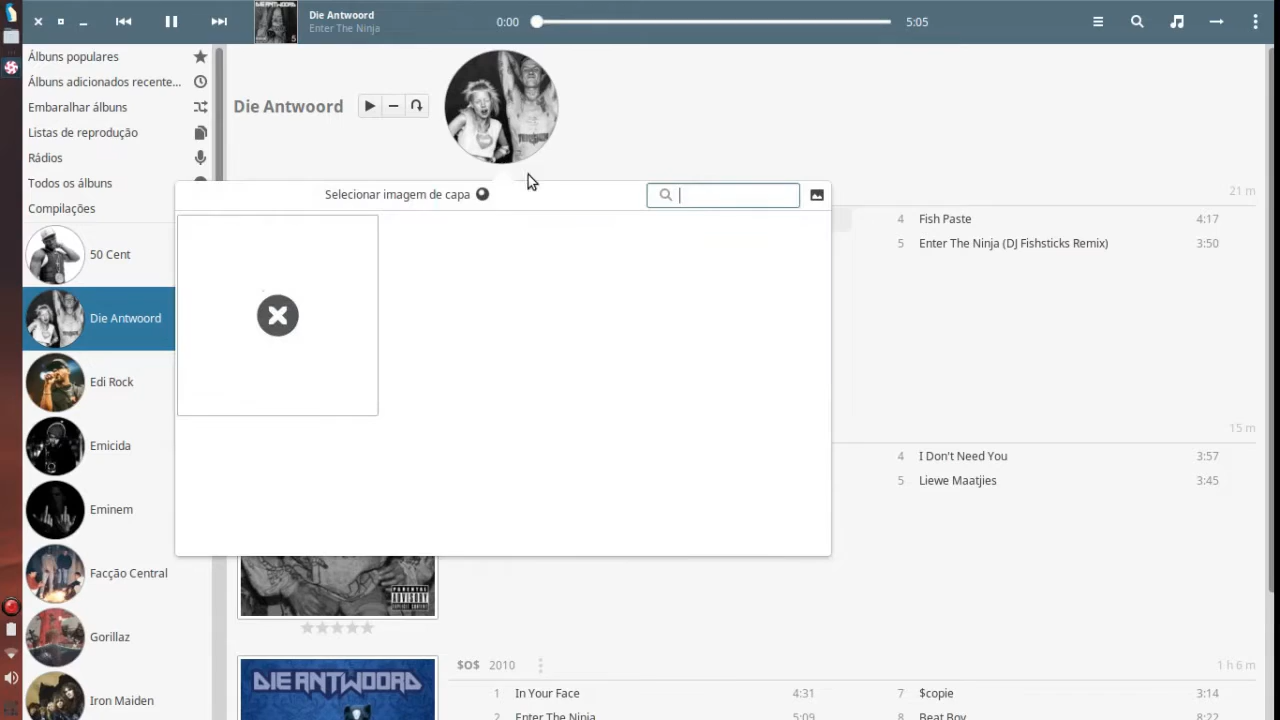 Die Antwoord
Enter The Ninja
0:00
5:05
Álbuns populares
Álbuns adicionados recente...
Embaralhar álbuns
Listas de reprodução
Rádios
Todos os álbuns
Compilações
50 Cent
Die Antwoord
Edi Rock
Emicida
Eminem
Facção Central
Gorillaz
Iron Maiden
Die Antwoord
Selecionar imagem de capa
21 m
4 Fish Paste 4:17
5 Enter The Ninja (DJ Fishsticks Remix) 3:50
15 m
4 I Don't Need You 3:57
5 Liewe Maatjies 3:45
PARENTAL
ADVISORY
EXPLICIT CONTENT
DIE ANTWOORD
$O$ 2010
1 h 6 m
1 In Your Face 4:31
7 $copie 3:14
2 Enter The Ninja 5:09
8 Beat Boy 8:22